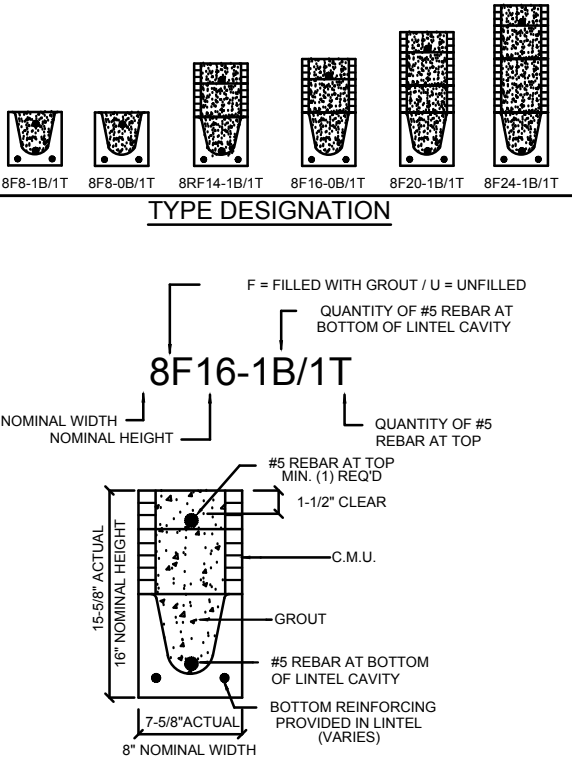 8F8-1B/1T 8F8-0B/1T 8RF14-1B/1T 8F16-0B/1T 8F20-1B/1T 8F24-1B/1T
TYPE DESIGNATION
F = FILLED WITH GROUT / U = UNFILLED
QUANTITY OF #5 REBAR AT
BOTTOM OF LINTEL CAVITY
8F16-1B/1T
NOMINAL WIDTH
NOMINAL HEIGHT
QUANTITY OF #5
REBAR AT TOP
#5 REBAR AT TOP
MIN. (1) REQ'D
1-1/2" CLEAR
15-5/8" ACTUAL
16" NOMINAL HEIGHT
C.M.U.
GROUT
#5 REBAR AT BOTTOM
OF LINTEL CAVITY
BOTTOM REINFORCING
PROVIDED IN LINTEL
(VARIES)
7-5/8"ACTUAL
8" NOMINAL WIDTH